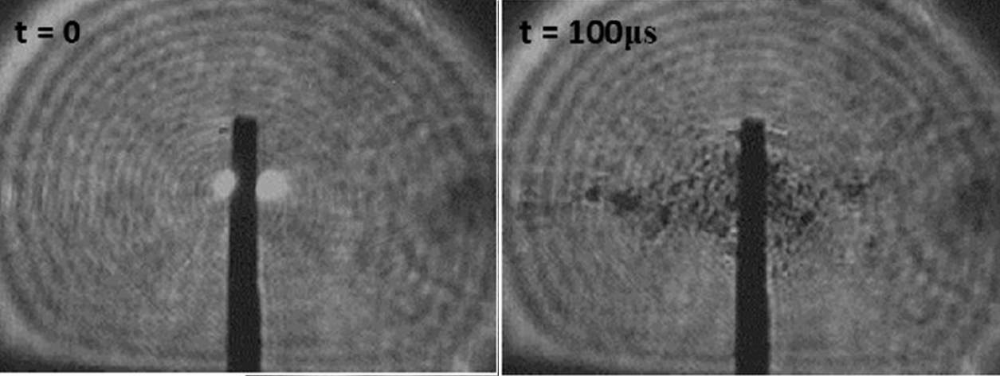 t = 0
t = 100µs